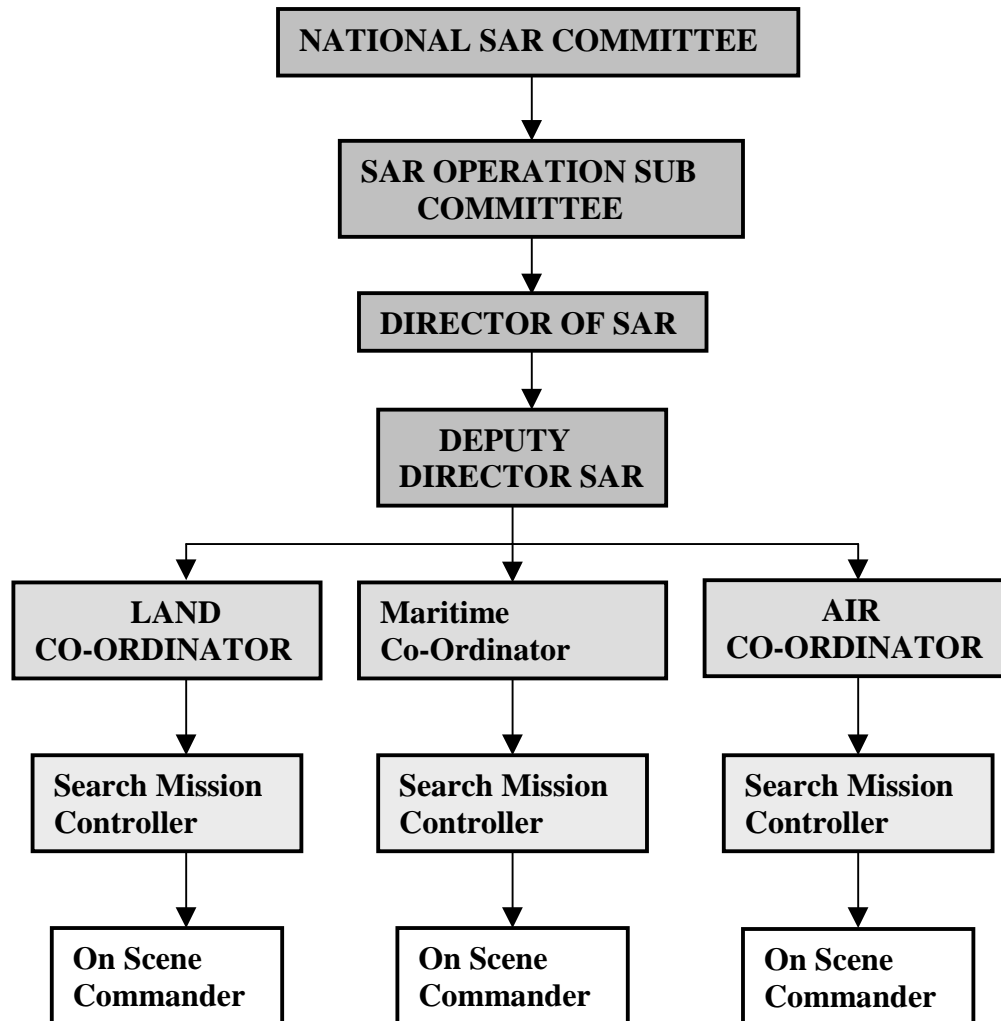 NATIONAL SAR COMMITTEE
SAR OPERATION SUB
COMMITTEE
DIRECTOR OF SAR
DEPUTY
DIRECTOR SAR
LAND
CO-ORDINATOR
Maritime
Co-Ordinator
AIR
CO-ORDINATOR
Search Mission
Controller
Search Mission
Controller
Search Mission
Controller
On Scene
Commander
On Scene
Commander
On Scene
Commander